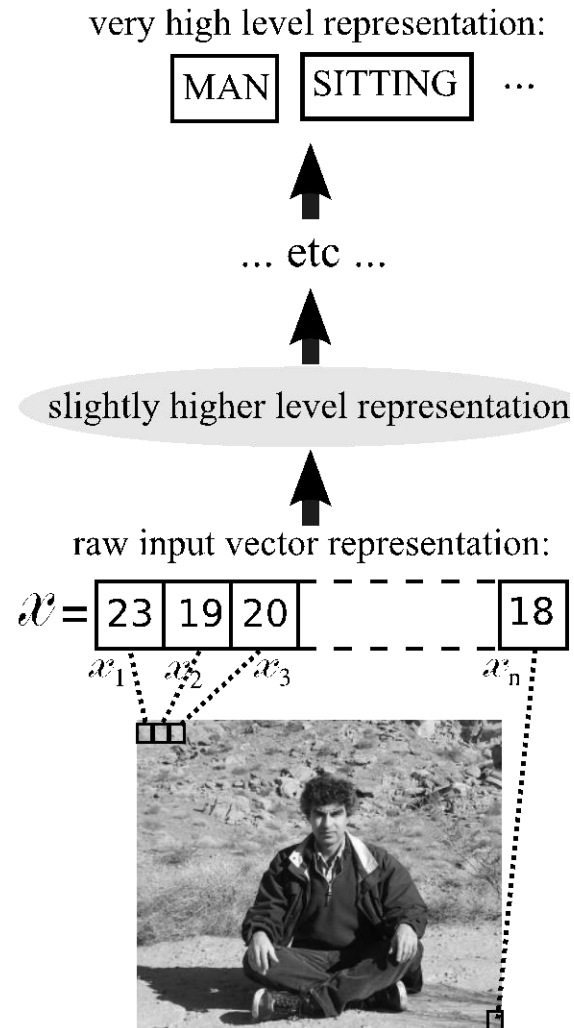 very high level representation:
MAN SITTING ...
... etc ...
slightly higher level representation
raw input vector representation:
x = 23 19 20 18
x1 x2 x3 xn